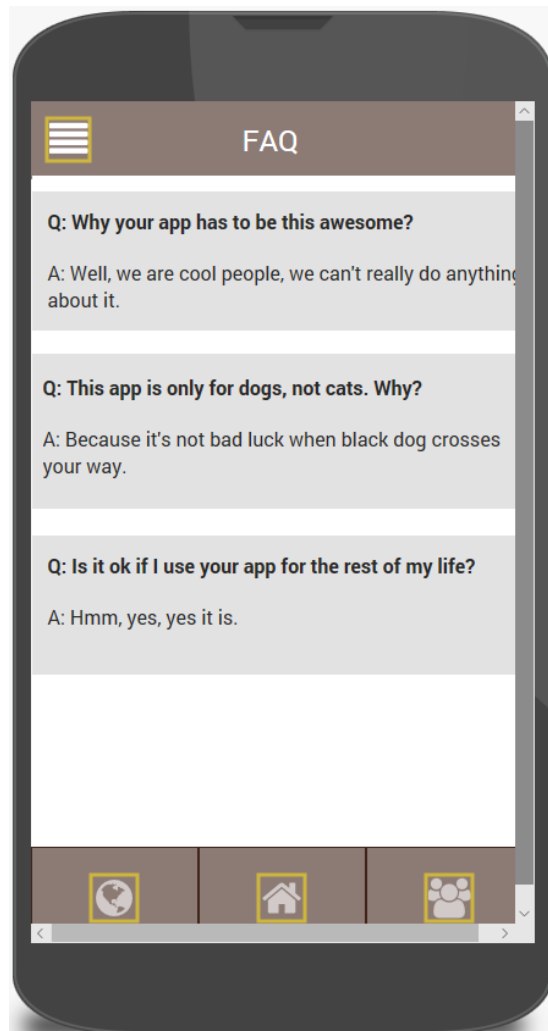 FAQ
Q: Why your app has to be this awesome?
A: Well, we are cool people, we can't really do anything
about it.
Q: This app is only for dogs, not cats. Why?
A: Because it's not bad luck when black dog crosses
your way.
Q: Is it ok if I use your app for the rest of my life?
A: Hmm, yes, yes it is.